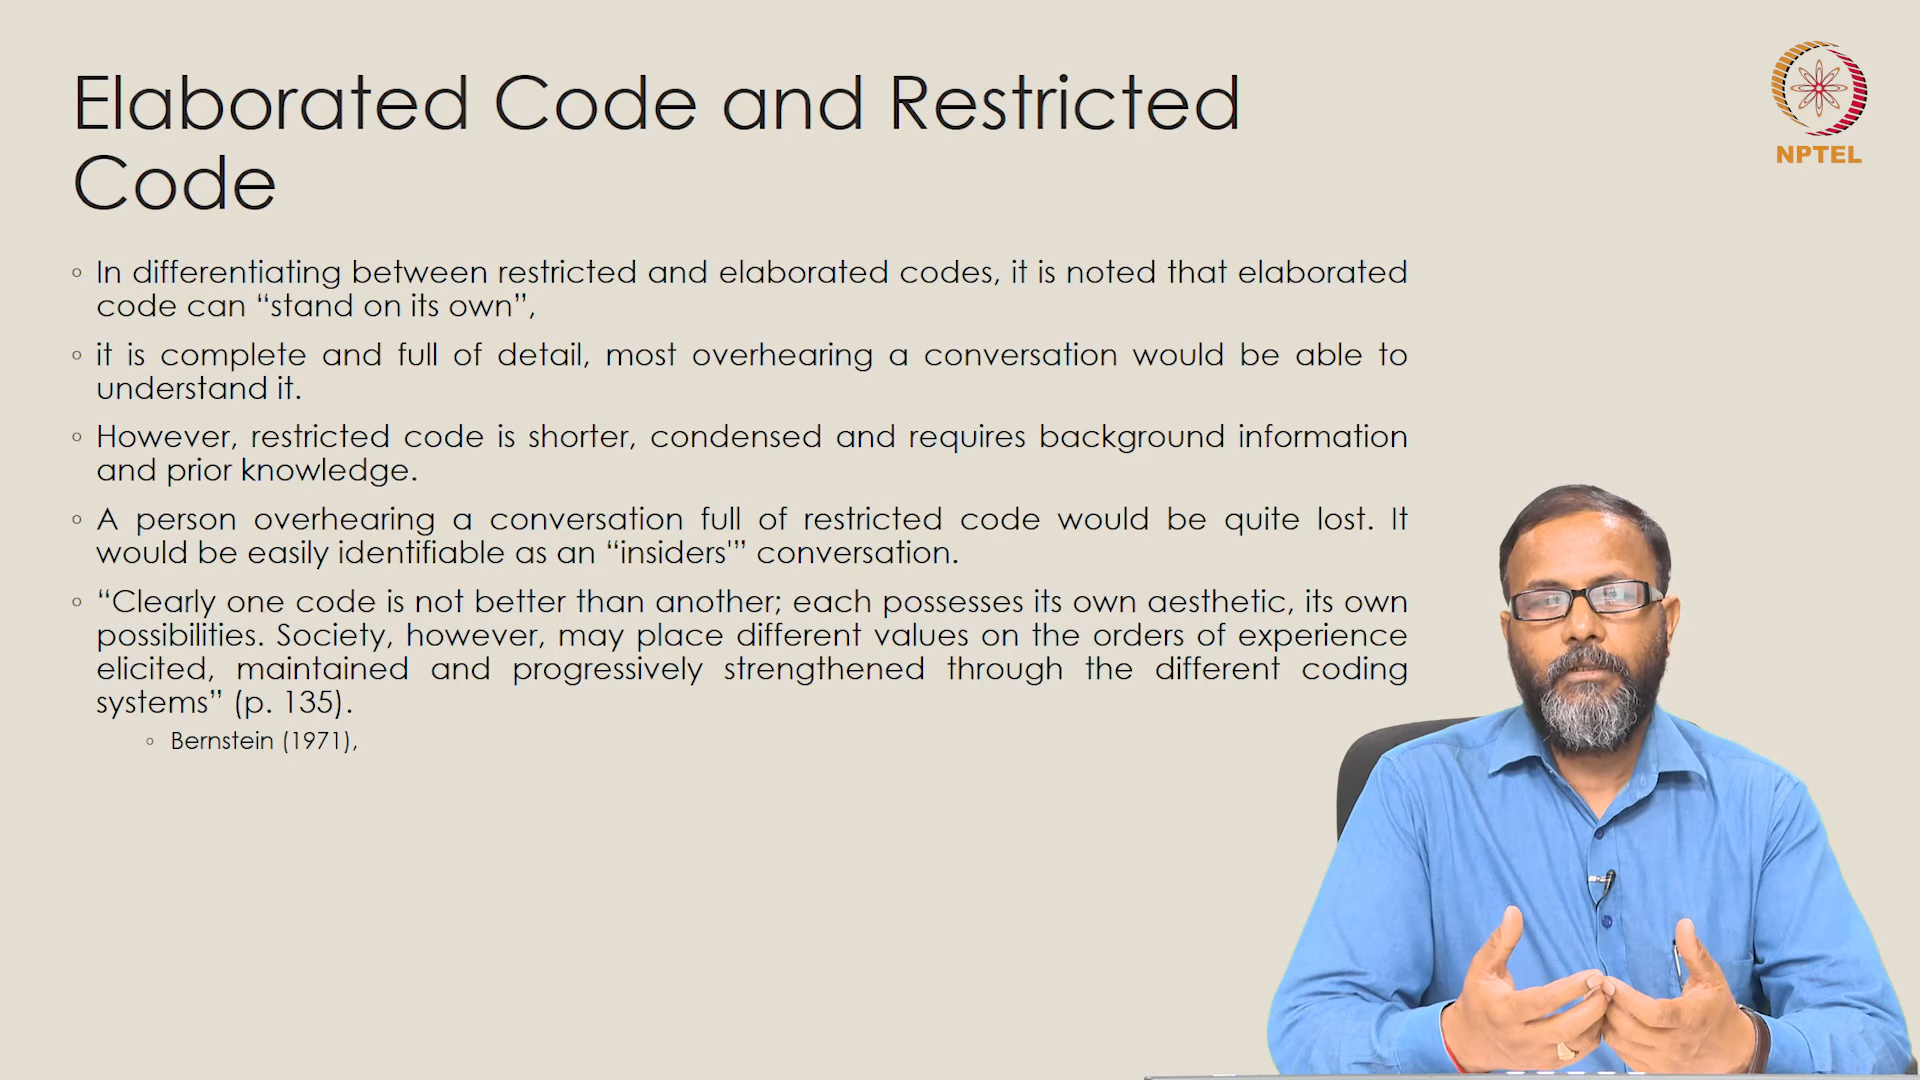 Elaborated Code and Restricted
Code
NPTEL
◦ In differentiating between restricted and elaborated codes, it is noted that elaborated
code can “stand on its own”,
◦ it is complete and full of detail, most overhearing a conversation would be able to
understand it.
◦ However, restricted code is shorter, condensed and requires background information
and prior knowledge.
◦ A person overhearing a conversation full of restricted code would be quite lost. It
would be easily identifiable as an “insiders'” conversation.
◦ “Clearly one code is not better than another; each possesses its own aesthetic, its own
possibilities. Society, however, may place different values on the orders of experience
elicited, maintained and progressively strengthened through the different coding
systems” (p. 135).
◦ Bernstein (1971),